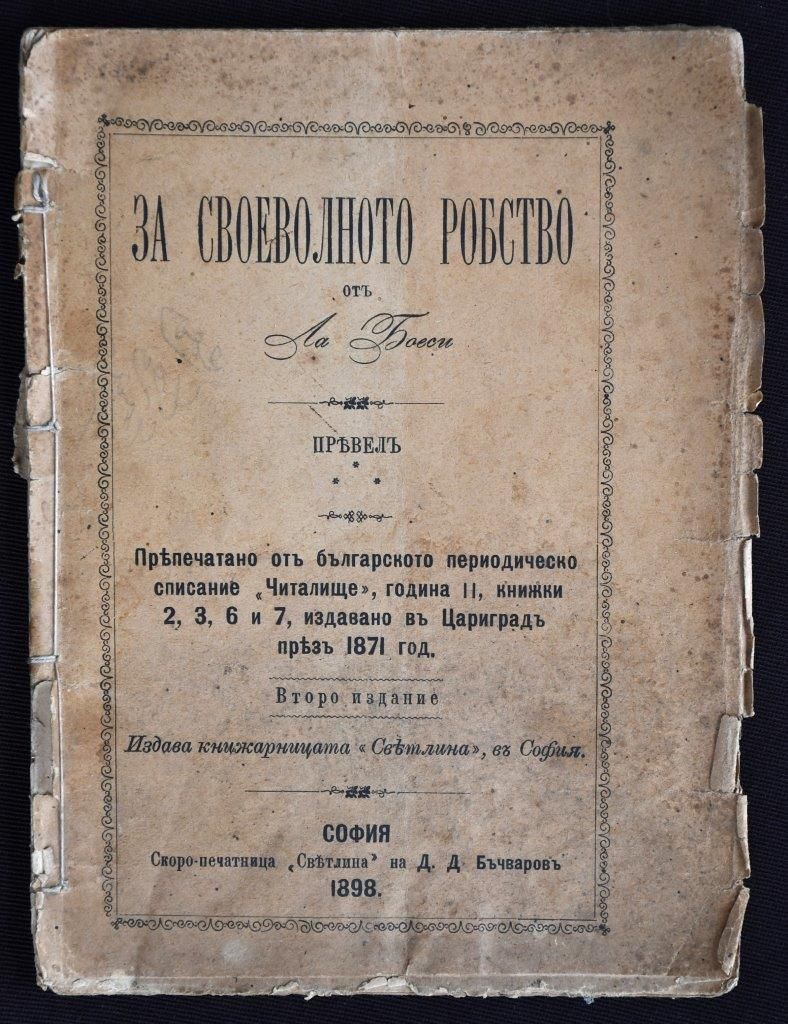 ЗА СВОЕВОЛНОТО РОБСТВО
отъ
Ла Боеси
ПРѢВЕЛЪ
* * *
Прѣпечатано отъ българското периодическо
списание „Читалище", година II, книжки
2, 3, 6 и 7, издавано въ Цариградъ
прѣзъ 1871 год.
Второ издание
Издава книжарницата «Свѣтлина», въ София.
СОФИЯ
Скоро-печатница „Свѣтлина" на Д. Д Бъчваровъ
1898.